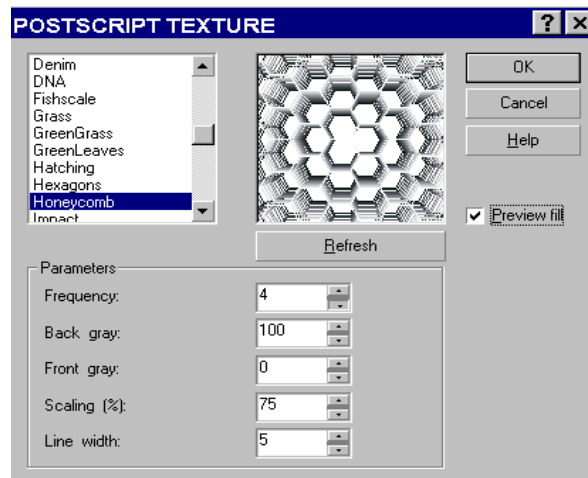 POSTSCRIPT TEXTURE
Denim
DNA
Fishscale
Grass
GreenGrass
GreenLeaves
Hatching
Hexagons
Honeycomb
Impact
OK
Cancel
Help
Preview fill
Refresh
Parameters
Frequency: 4
Back gray: 100
Front gray: 0
Scaling (%): 75
Line width: 5